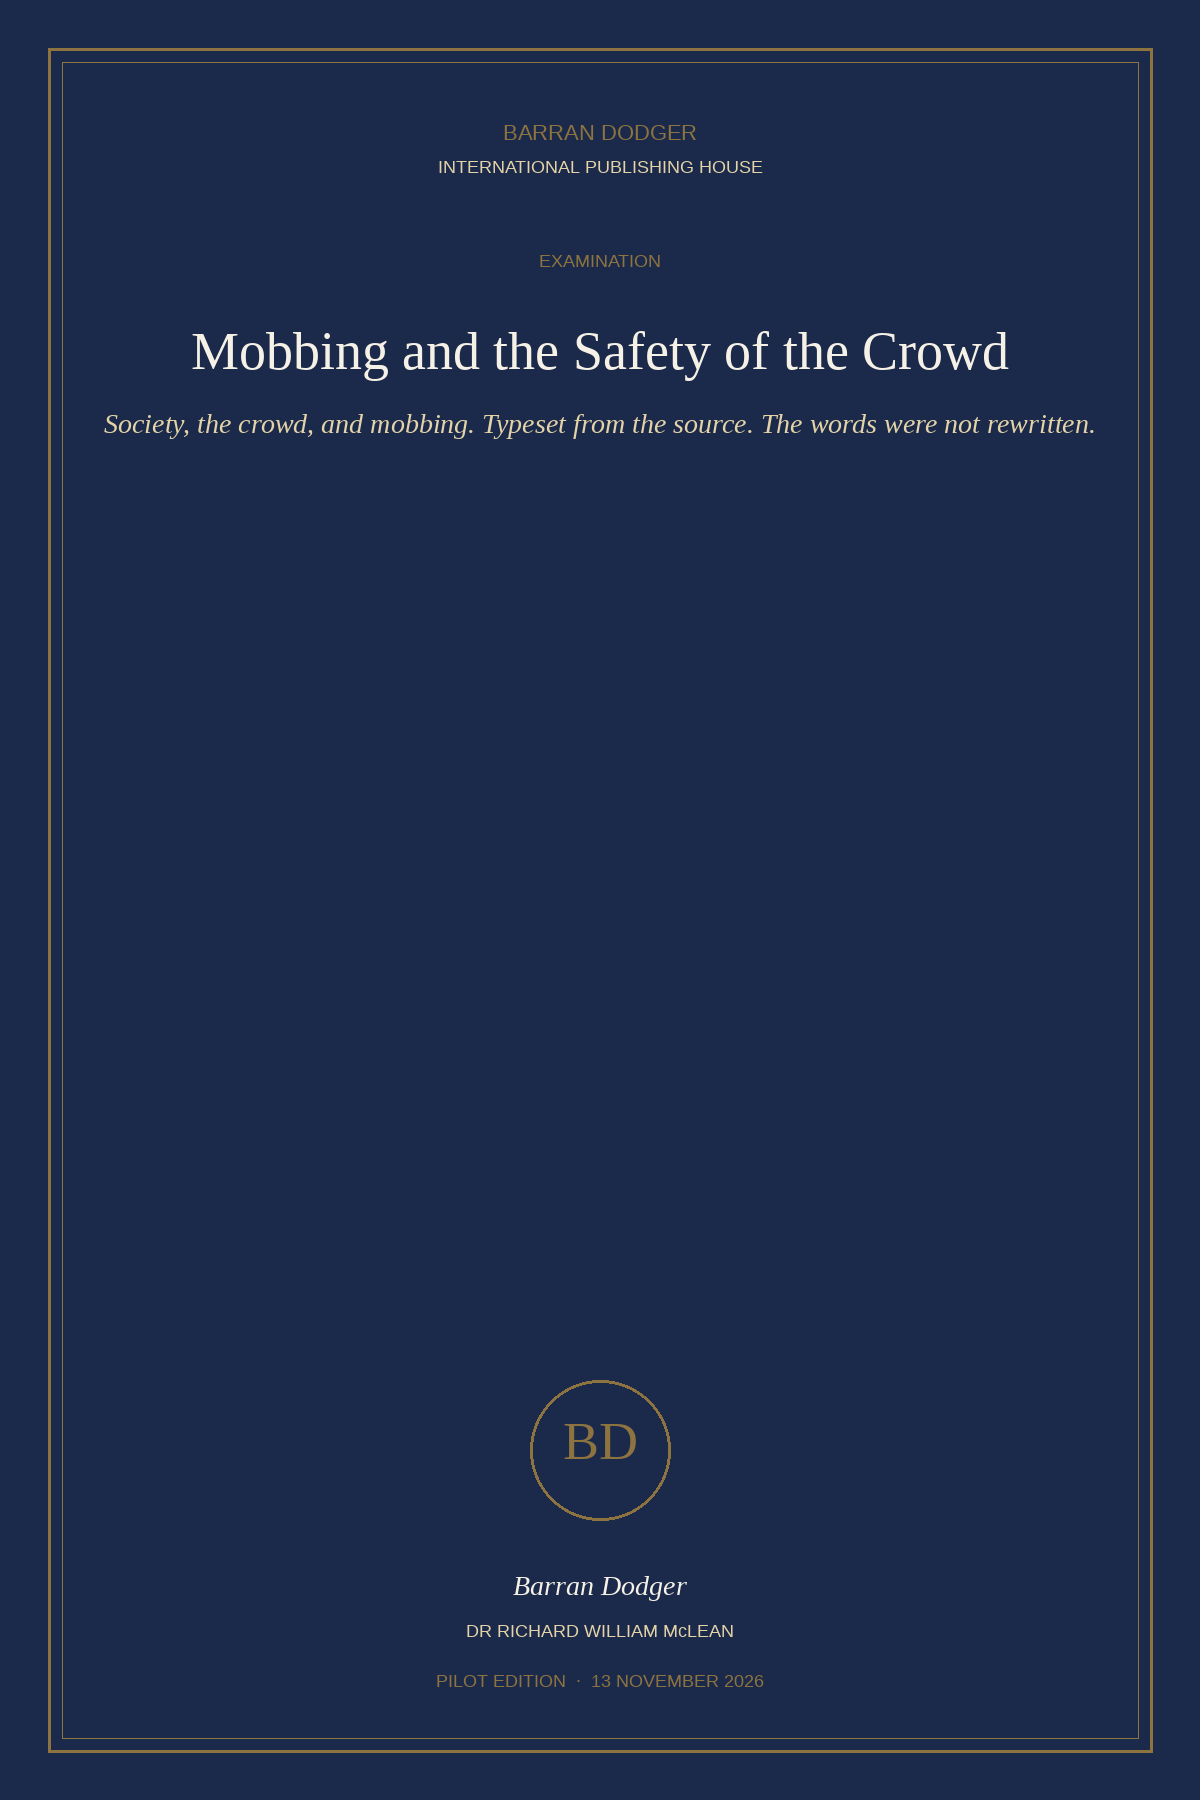 BARRAN DODGER
INTERNATIONAL PUBLISHING HOUSE
EXAMINATION
Mobbing and the Safety of the Crowd
Society, the crowd, and mobbing. Typeset from the source. The words were not rewritten.
BD
Barran Dodger
DR RICHARD WILLIAM McLEAN
PILOT EDITION · 13 NOVEMBER 2026